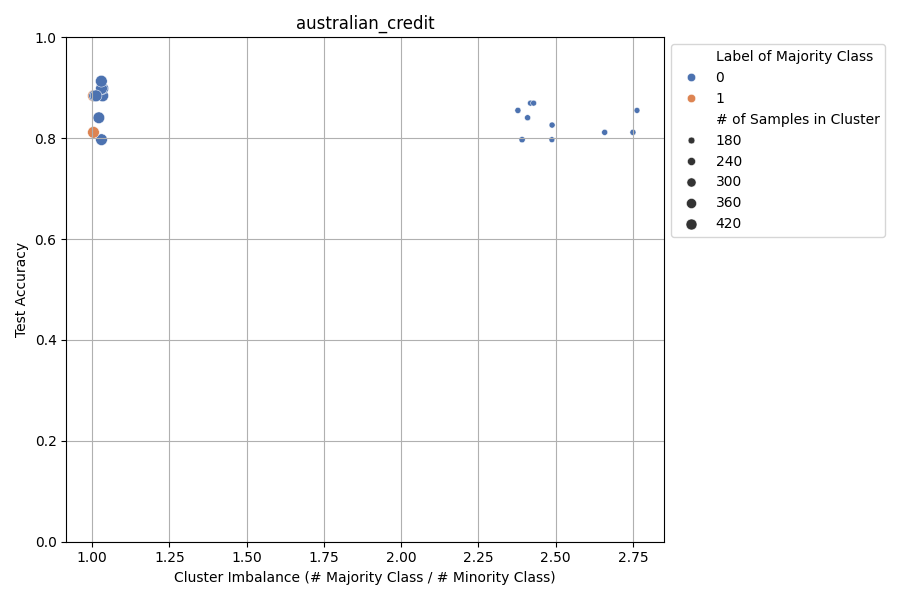 australian_credit
Test Accuracy
1.0
0.8
0.6
0.4
0.2
0.0
1.00 1.25 1.50 1.75 2.00 2.25 2.50 2.75
Cluster Imbalance (# Majority Class / # Minority Class)
Label of Majority Class
0
1
# of Samples in Cluster
180
240
300
360
420